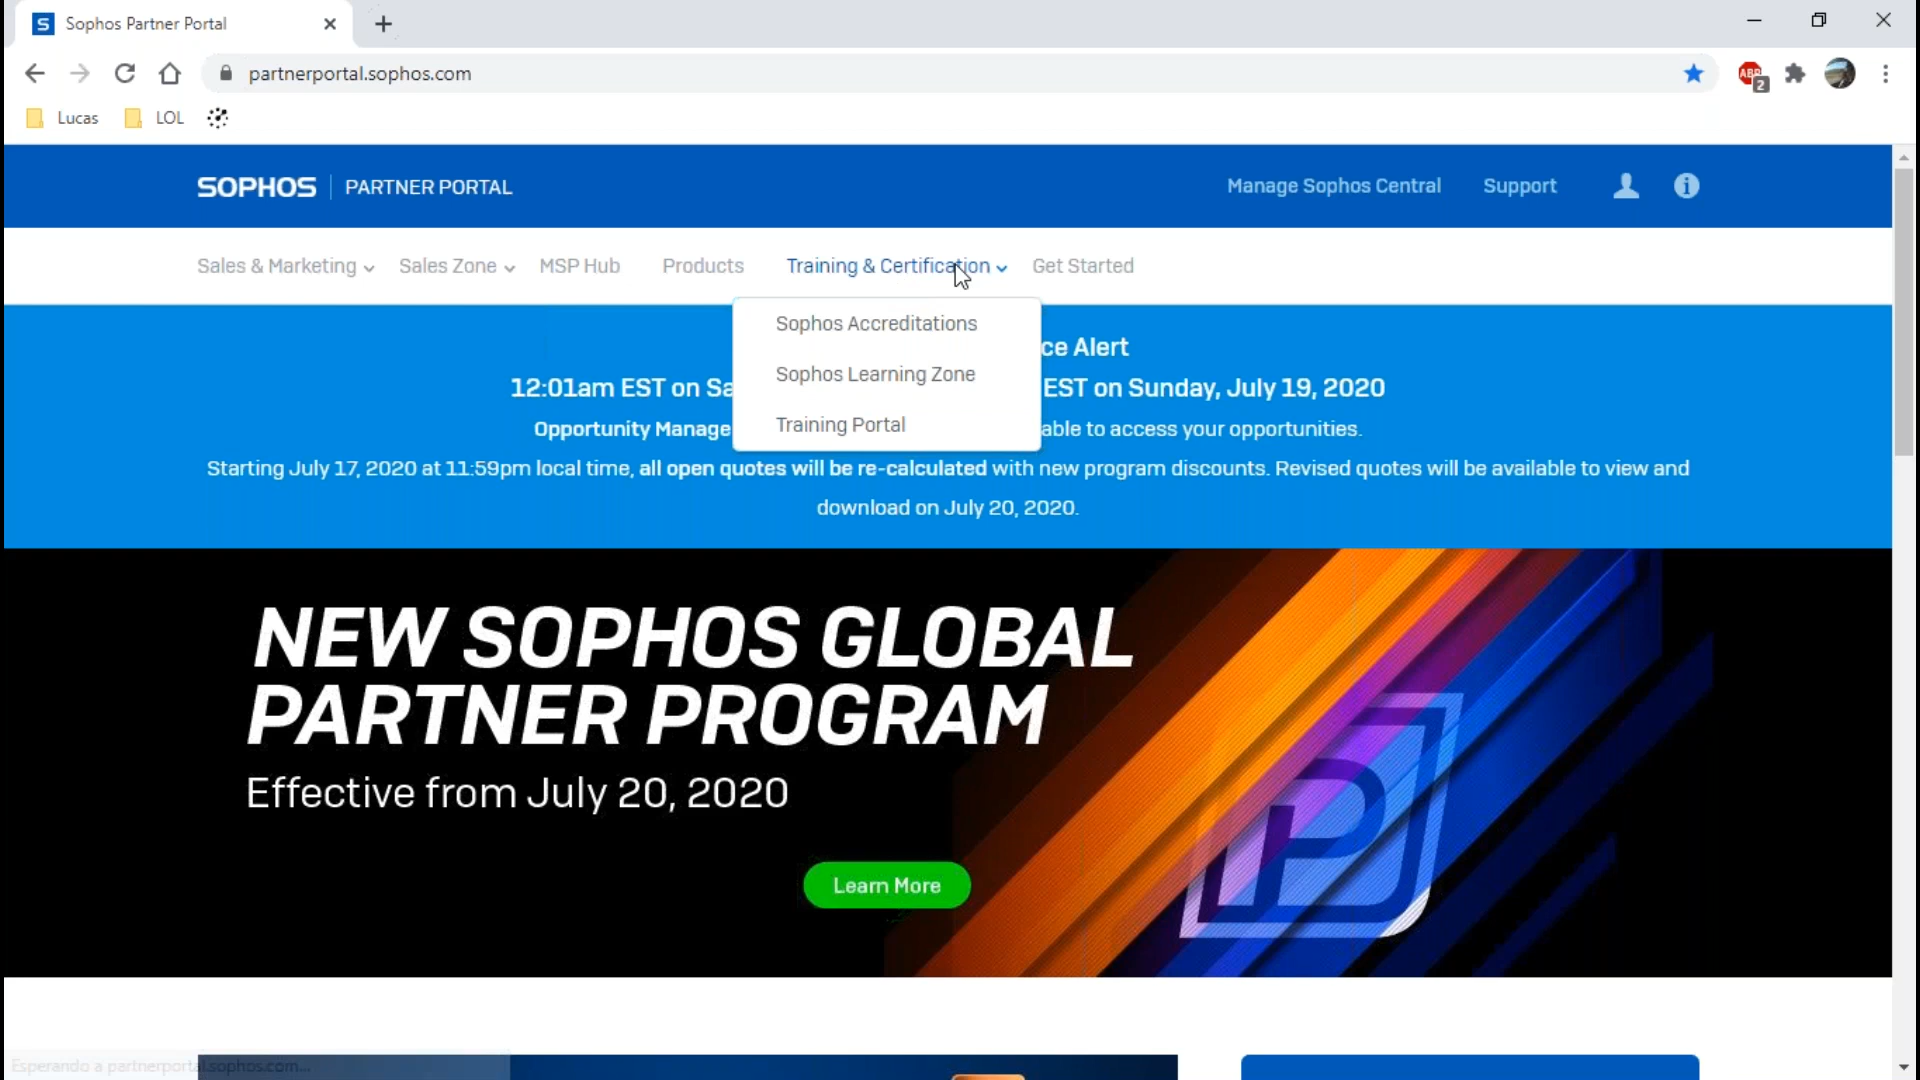 Sophos Partner Portal
partnerportal.sophos.com
2
Lucas
LOL
SOPHOS PARTNER PORTAL
Manage Sophos Central
Support
Sales & Marketing
Sales Zone
MSP Hub
Products
Training & Certification
Get Started
Sophos Accreditations
Sophos Learning Zone
Training Portal
ce Alert
12:01am EST on Sa
EST on Sunday, July 19, 2020
Opportunity Manage
able to access your opportunities.
Starting July 17, 2020 at 11:59pm local time, all open quotes will be re-calculated with new program discounts. Revised quotes will be available to view and
download on July 20, 2020.
NEW SOPHOS GLOBAL
PARTNER PROGRAM
Effective from July 20, 2020
Learn More
Esperando a partnerportal.sophos.com...